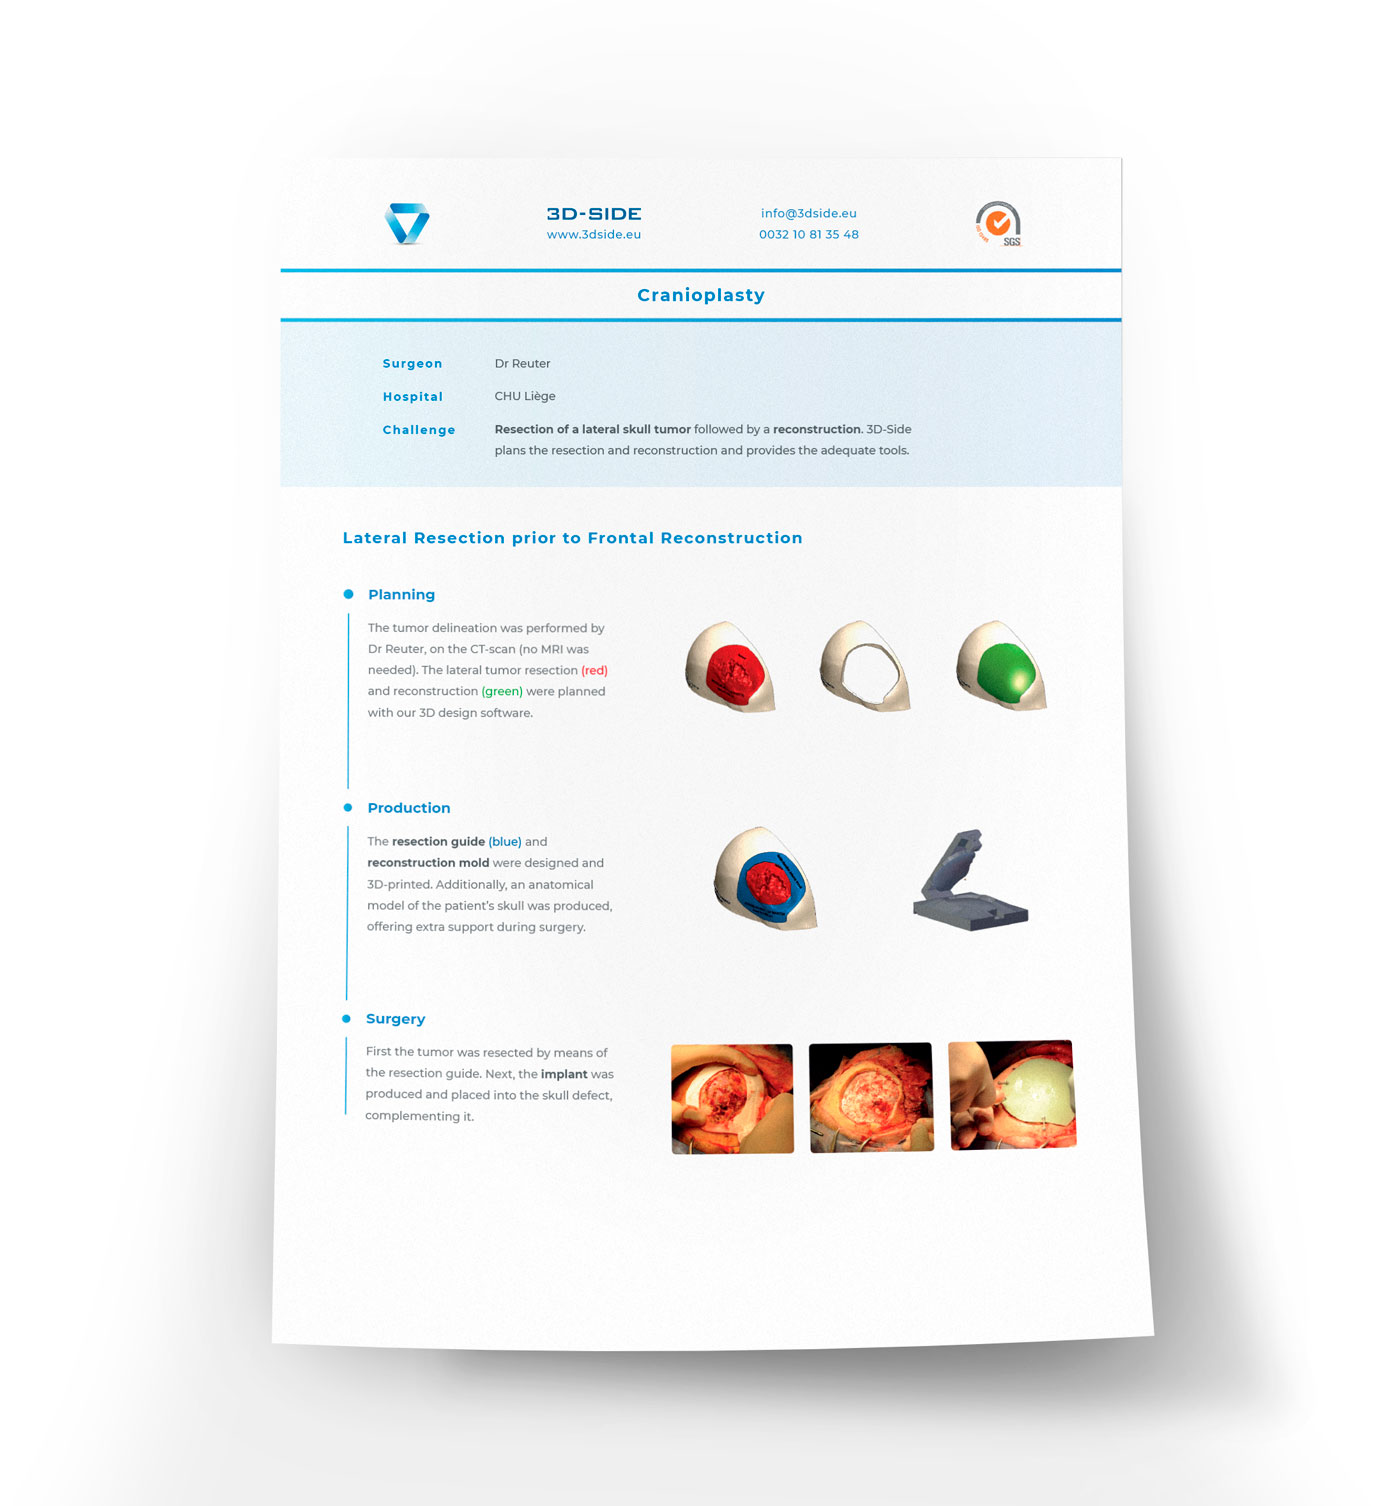 3D-SIDE
www.3dside.eu
info@3dside.eu
0032 10 81 35 48
SGS
Cranioplasty
Surgeon Dr Reuter
Hospital CHU Liège
Challenge Resection of a lateral skull tumor followed by a reconstruction. 3D-Side
plans the resection and reconstruction and provides the adequate tools.
Lateral Resection prior to Frontal Reconstruction
Planning
The tumor delineation was performed by
Dr Reuter, on the CT-scan (no MRI was
needed). The lateral tumor resection (red)
and reconstruction (green) were planned
with our 3D design software.
Production
The resection guide (blue) and
reconstruction mold were designed and
3D-printed. Additionally, an anatomical
model of the patient's skull was produced,
offering extra support during surgery.
Surgery
First the tumor was resected by means of
the resection guide. Next, the implant was
produced and placed into the skull defect,
complementing it.